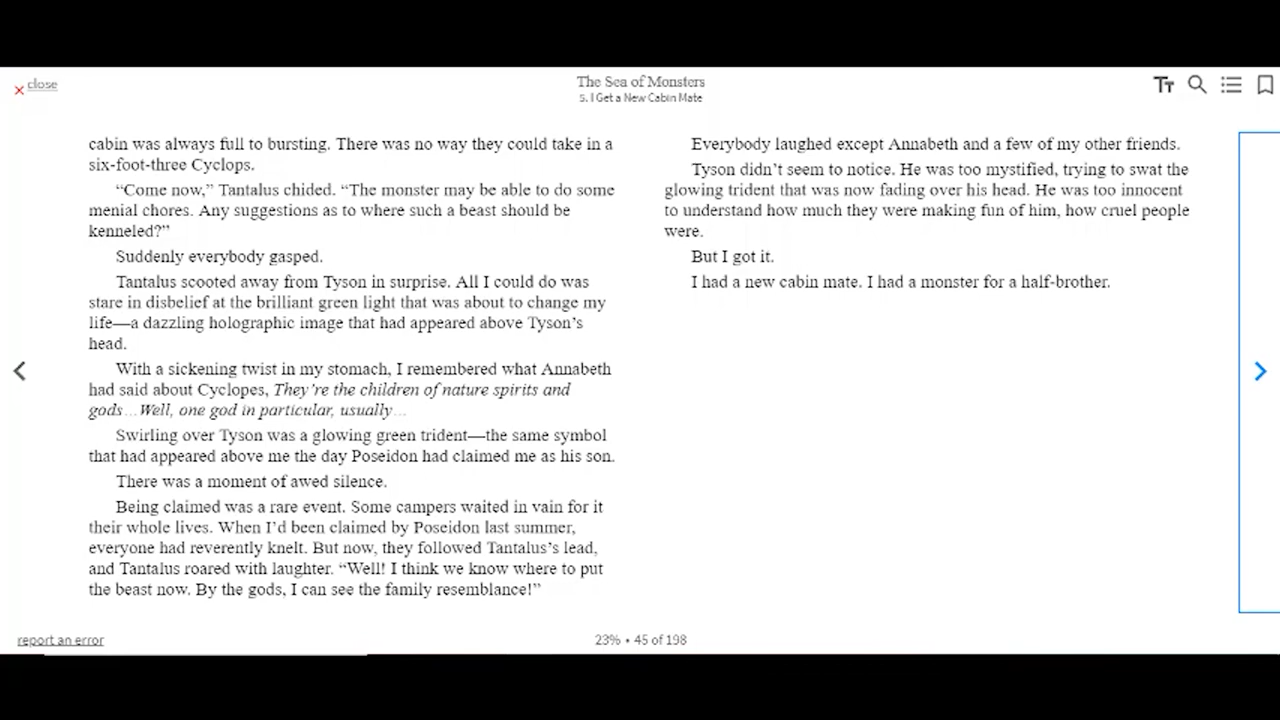 close
The Sea of Monsters
5. I Get a New Cabin Mate
TT
cabin was always full to bursting. There was no way they could take in a
six-foot-three Cyclops.
“Come now,” Tantalus chided. “The monster may be able to do some
menial chores. Any suggestions as to where such a beast should be
kenneled?”
Suddenly everybody gasped.
Tantalus scooted away from Tyson in surprise. All I could do was
stare in disbelief at the brilliant green light that was about to change my
life—a dazzling holographic image that had appeared above Tyson’s
head.
With a sickening twist in my stomach, I remembered what Annabeth
had said about Cyclopes, They’re the children of nature spirits and
gods...Well, one god in particular, usually...
Swirling over Tyson was a glowing green trident—the same symbol
that had appeared above me the day Poseidon had claimed me as his son.
There was a moment of awed silence.
Being claimed was a rare event. Some campers waited in vain for it
their whole lives. When I’d been claimed by Poseidon last summer,
everyone had reverently knelt. But now, they followed Tantalus’s lead,
and Tantalus roared with laughter. “Well! I think we know where to put
the beast now. By the gods, I can see the family resemblance!”
Everybody laughed except Annabeth and a few of my other friends.
Tyson didn’t seem to notice. He was too mystified, trying to swat the
glowing trident that was now fading over his head. He was too innocent
to understand how much they were making fun of him, how cruel people
were.
But I got it.
I had a new cabin mate. I had a monster for a half-brother.
report an error
23% • 45 of 198